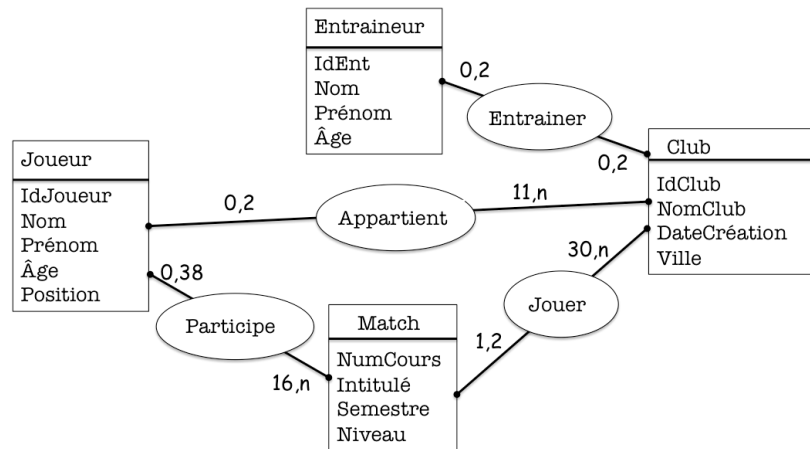 Entraineur
IdEnt
Nom
Prénom
Âge
0,2
Entrainer
0,2
Club
IdClub
NomClub
DateCréation
Ville
Joueur
IdJoueur
Nom
Prénom
Âge
Position
0,2
Appartient
11,n
30,n
Jouer
1,2
0,38
Participe
16,n
Match
NumCours
Intitulé
Semestre
Niveau